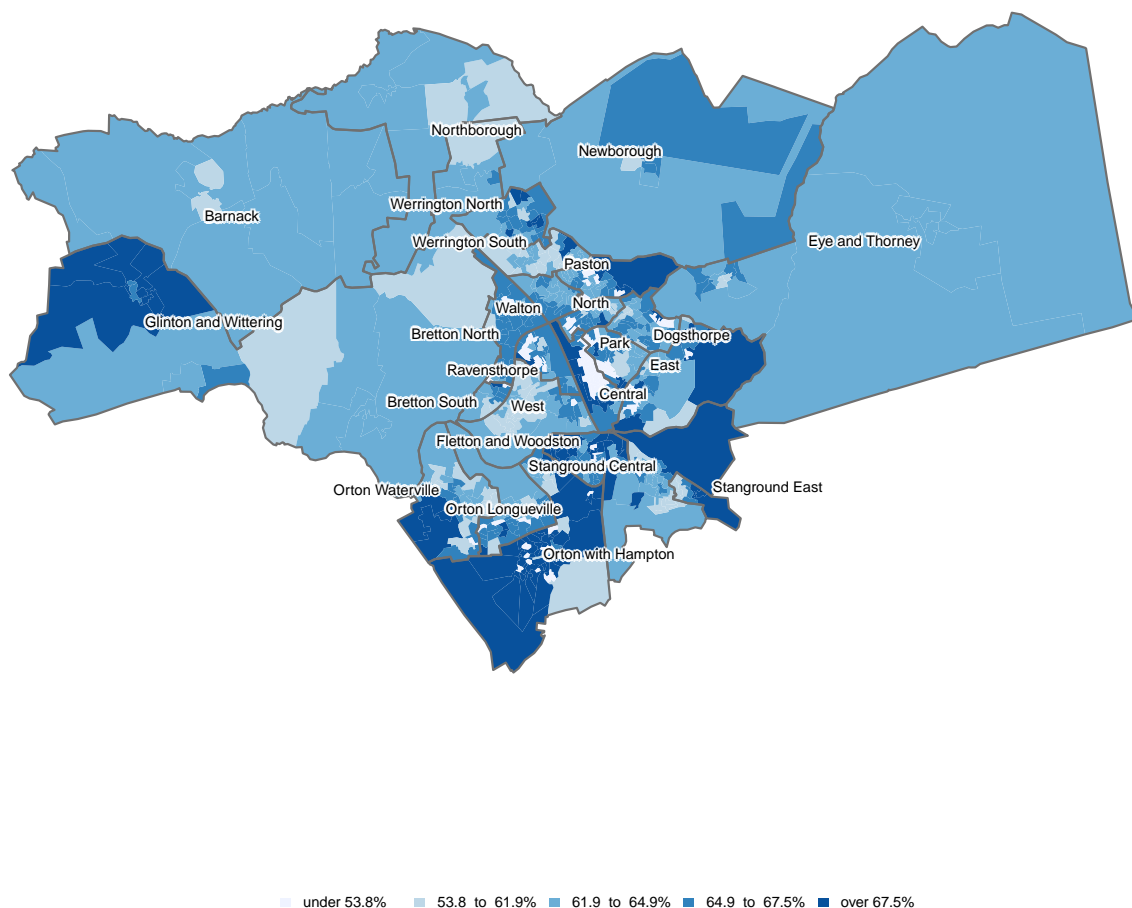 Northborough
Newborough
Werrington North
Barnack
Werrington South
Eye and Thorney
Paston
North
Walton
Glinton and Wittering
Bretton North
Dogsthorpe
Park
East
Ravensthorpe
Central
Bretton South
West
Fletton and Woodston
Stanground Central
Stanground East
Orton Waterville
Orton Longueville
Orton with Hampton
under 53.8% 53.8 to 61.9% 61.9 to 64.9% 64.9 to 67.5% over 67.5%